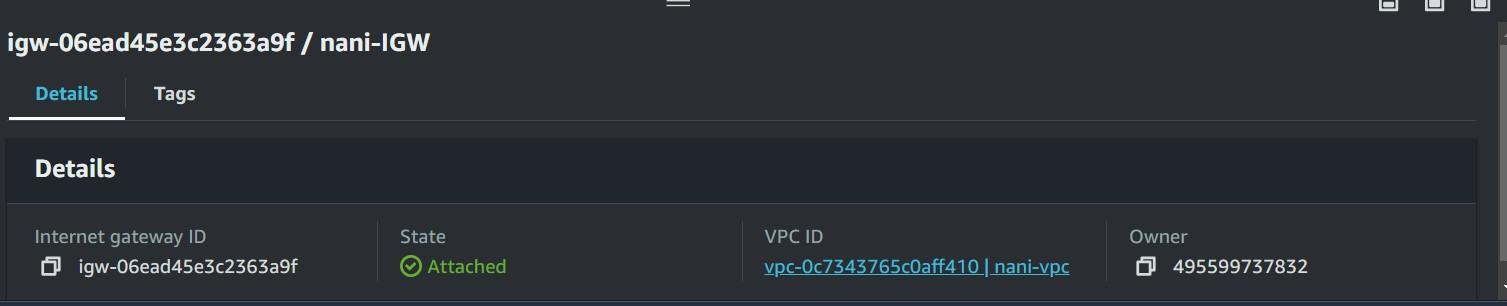 igw-06ead45e3c2363a9f / nani-IGW
Details Tags
Details
Internet gateway ID State VPC ID Owner
igw-06ead45e3c2363a9f Attached vpc-0c7343765c0aff410 | nani-vpc 495599737832